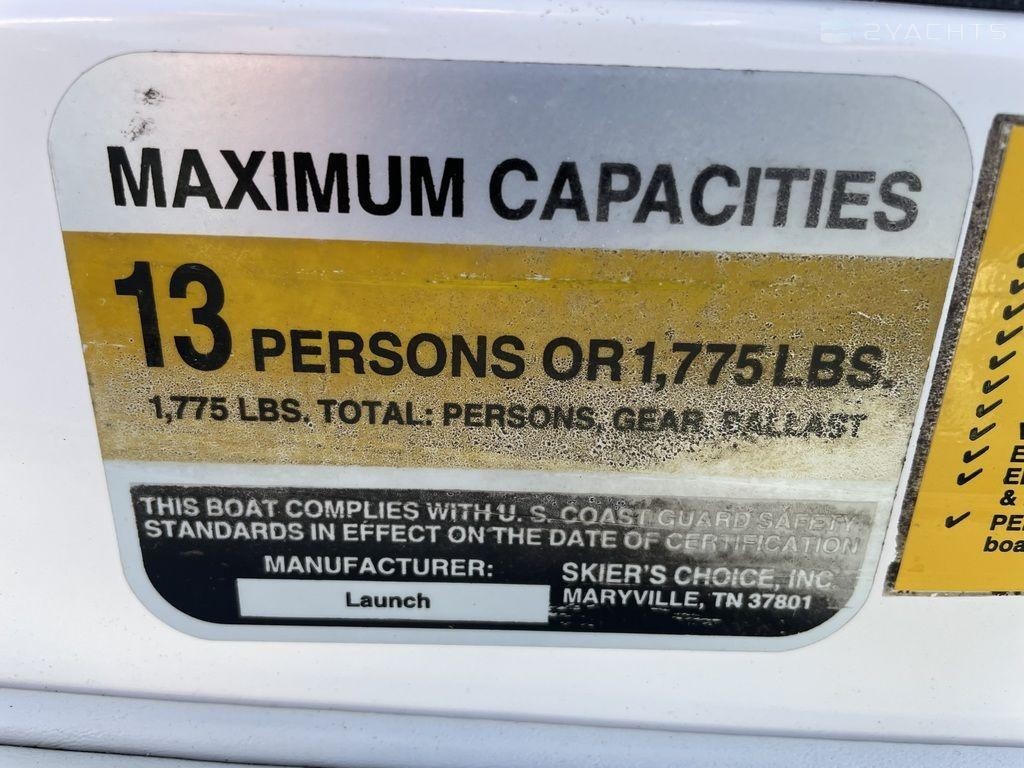 2YACHTS
MAXIMUM CAPACITIES
13 PERSONS OR 1,775 LBS.
1,775 LBS. TOTAL: PERSONS, GEAR, BALLAST
THIS BOAT COMPLIES WITH U. S. COAST GUARD SAFETY
STANDARDS IN EFFECT ON THE DATE OF CERTIFICATION
MANUFACTURER:
Launch
SKIER'S CHOICE, INC
MARYVILLE, TN 37801
&
boa